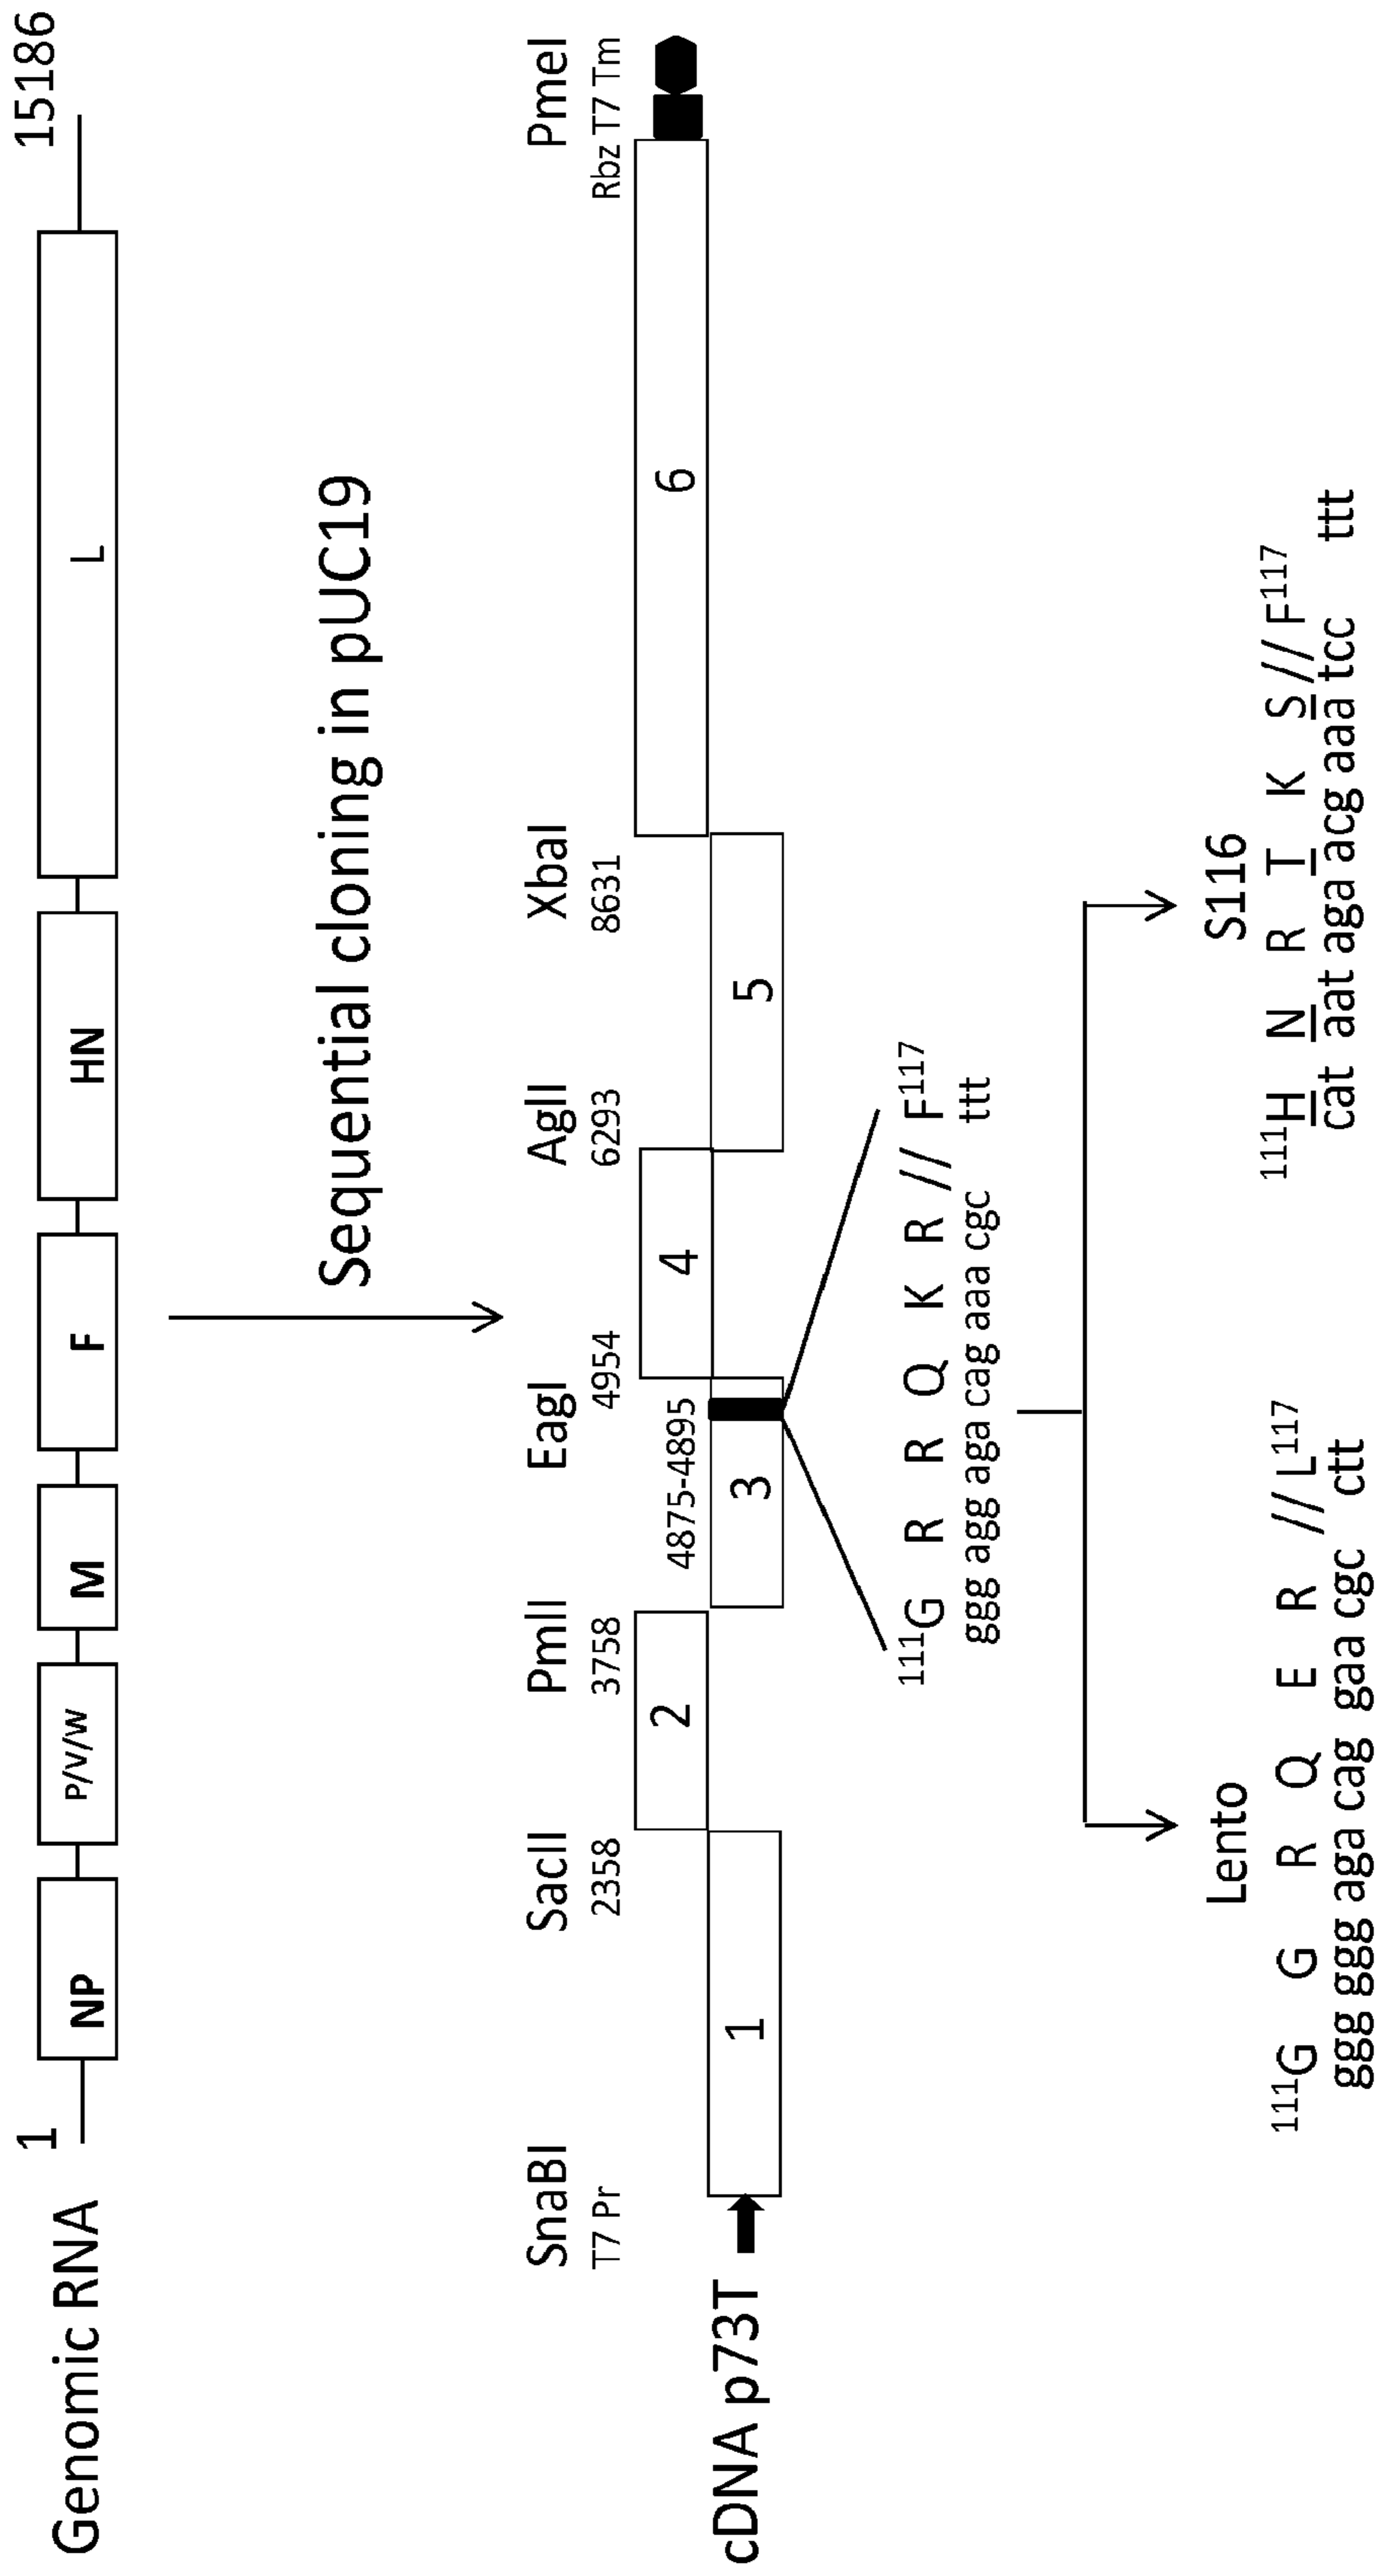 Genomic RNA
1
15186
NP P/V/W M F HN L
Sequential cloning in pUC19
SnaBI SacII PmlI EagI AgII XbaI PmeI
T7 Pr 2358 3758 4954 6293 8631 Rbz T7 Tm
4875-4895
cDNA p73T
1 2 3 4 5 6
111G R R Q K R // F117
ggg agg aga cag aaa cgc ttt
Lento
111G G R Q E R // L117
ggg ggg aga cag gaa cgc ctt
S116
111H N R T K S // F117
cat aat aga acg aaa tcc ttt